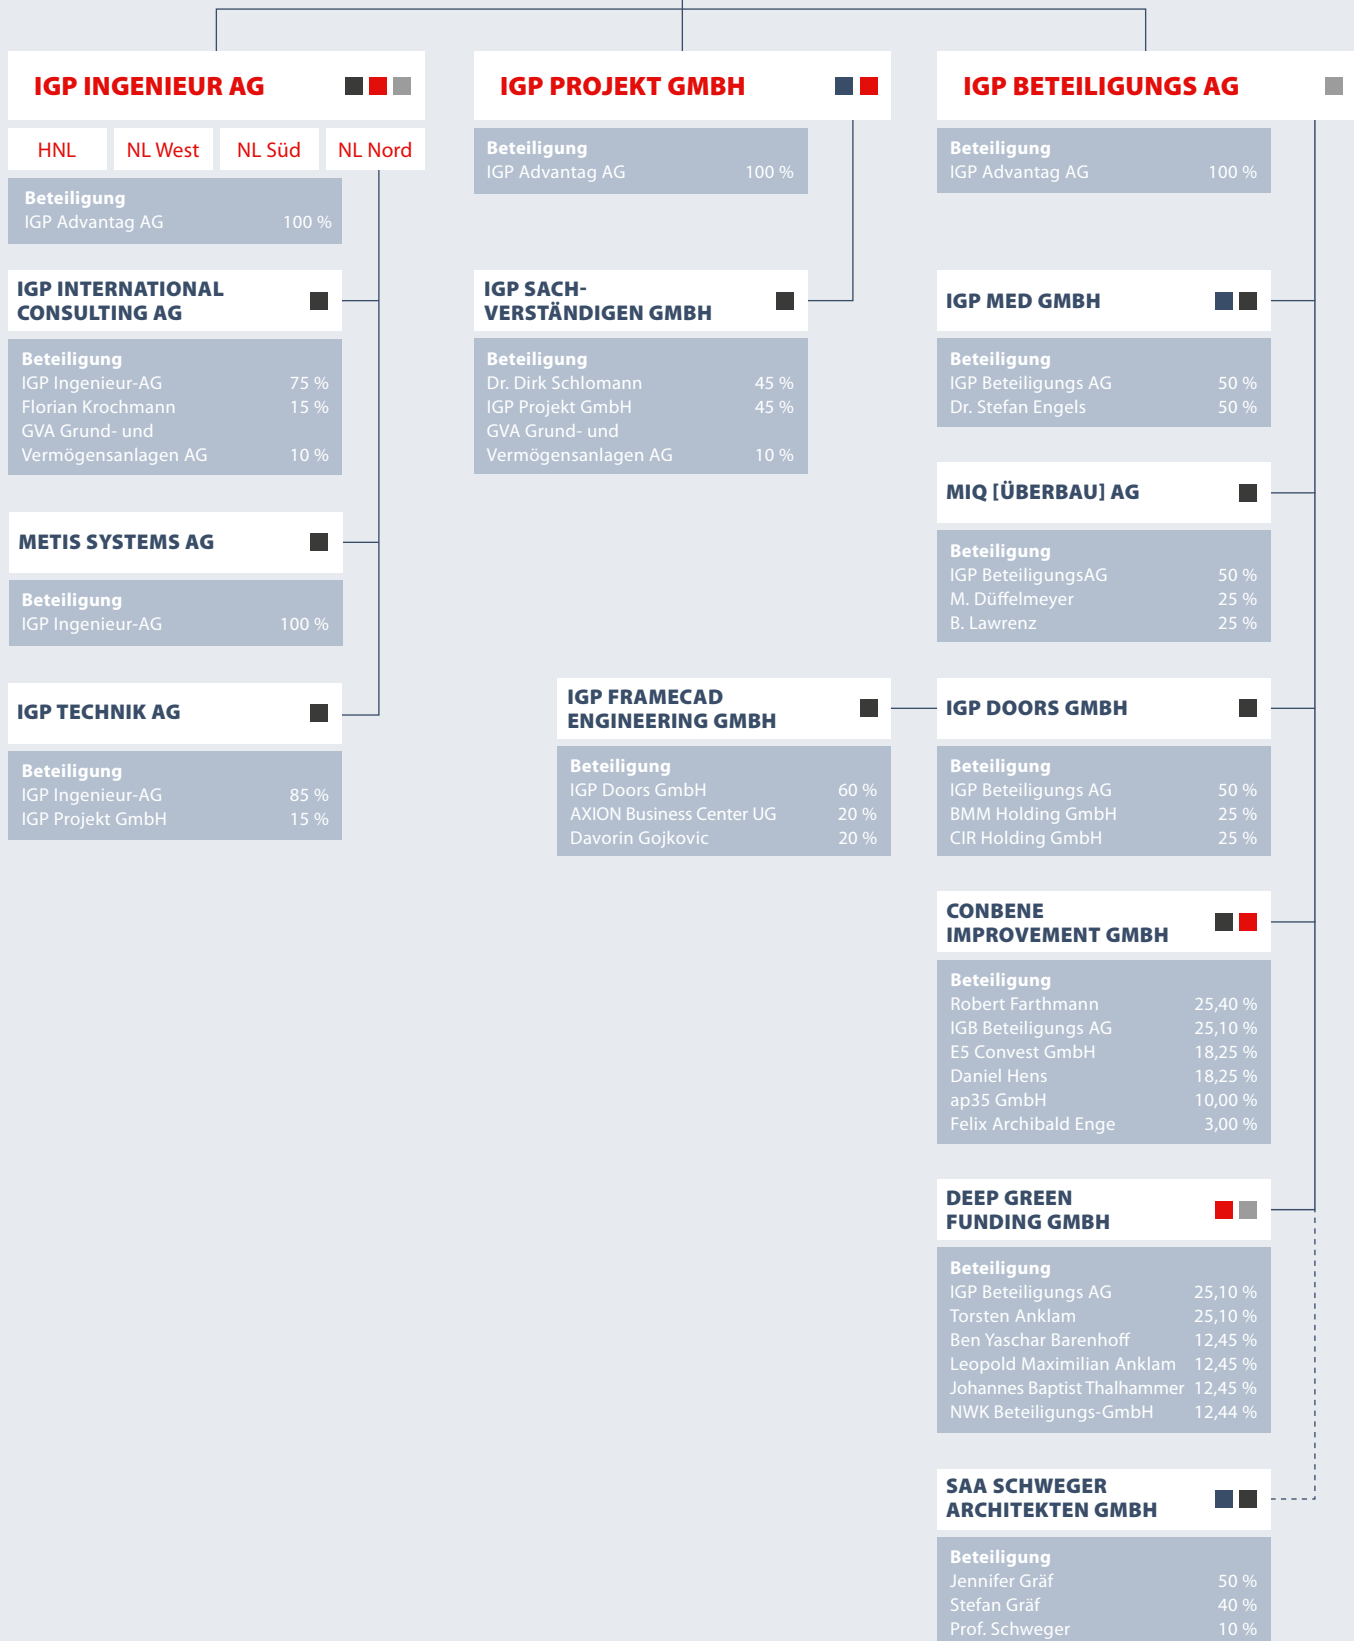 IGP INGENIEUR AG
HNL
NL West
NL Süd
NL Nord
Beteiligung
IGP Advantag AG 100 %
IGP INTERNATIONAL
CONSULTING AG
Beteiligung
IGP Ingenieur-AG 75 %
Florian Krochmann 15 %
GVA Grund- und
Vermögensanlagen AG 10 %
METIS SYSTEMS AG
Beteiligung
IGP Ingenieur-AG 100 %
IGP TECHNIK AG
Beteiligung
IGP Ingenieur-AG 85 %
IGP Projekt GmbH 15 %
IGP PROJEKT GMBH
Beteiligung
IGP Advantag AG 100 %
IGP SACH-
VERSTÄNDIGEN GMBH
Beteiligung
Dr. Dirk Schlomann 45 %
IGP Projekt GmbH 45 %
GVA Grund- und
Vermögensanlagen AG 10 %
IGP FRAMECAD
ENGINEERING GMBH
Beteiligung
IGP Doors GmbH 60 %
AXION Business Center UG 20 %
Davorin Gojkovic 20 %
IGP BETEILIGUNGS AG
Beteiligung
IGP Advantag AG 100 %
IGP MED GMBH
Beteiligung
IGP Beteiligungs AG 50 %
Dr. Stefan Engels 50 %
MIQ [ÜBERBAU] AG
Beteiligung
IGP BeteiligungsAG 50 %
M. Düffelmeyer 25 %
B. Lawrenz 25 %
IGP DOORS GMBH
Beteiligung
IGP Beteiligungs AG 50 %
BMM Holding GmbH 25 %
CIR Holding GmbH 25 %
CONBENE
IMPROVEMENT GMBH
Beteiligung
Robert Farthmann 25,40 %
IGB Beteiligungs AG 25,10 %
E5 Convest GmbH 18,25 %
Daniel Hens 18,25 %
ap35 GmbH 10,00 %
Felix Archibald Enge 3,00 %
DEEP GREEN
FUNDING GMBH
Beteiligung
IGP Beteiligungs AG 25,10 %
Torsten Anklam 25,10 %
Ben Yaschar Barenhoff 12,45 %
Leopold Maximilian Anklam 12,45 %
Johannes Baptist Thalhammer 12,45 %
NWK Beteiligungs-GmbH 12,44 %
SAA SCHWEGER
ARCHITEKTEN GMBH
Beteiligung
Jennifer Gräf 50 %
Stefan Gräf 40 %
Prof. Schweger 10 %